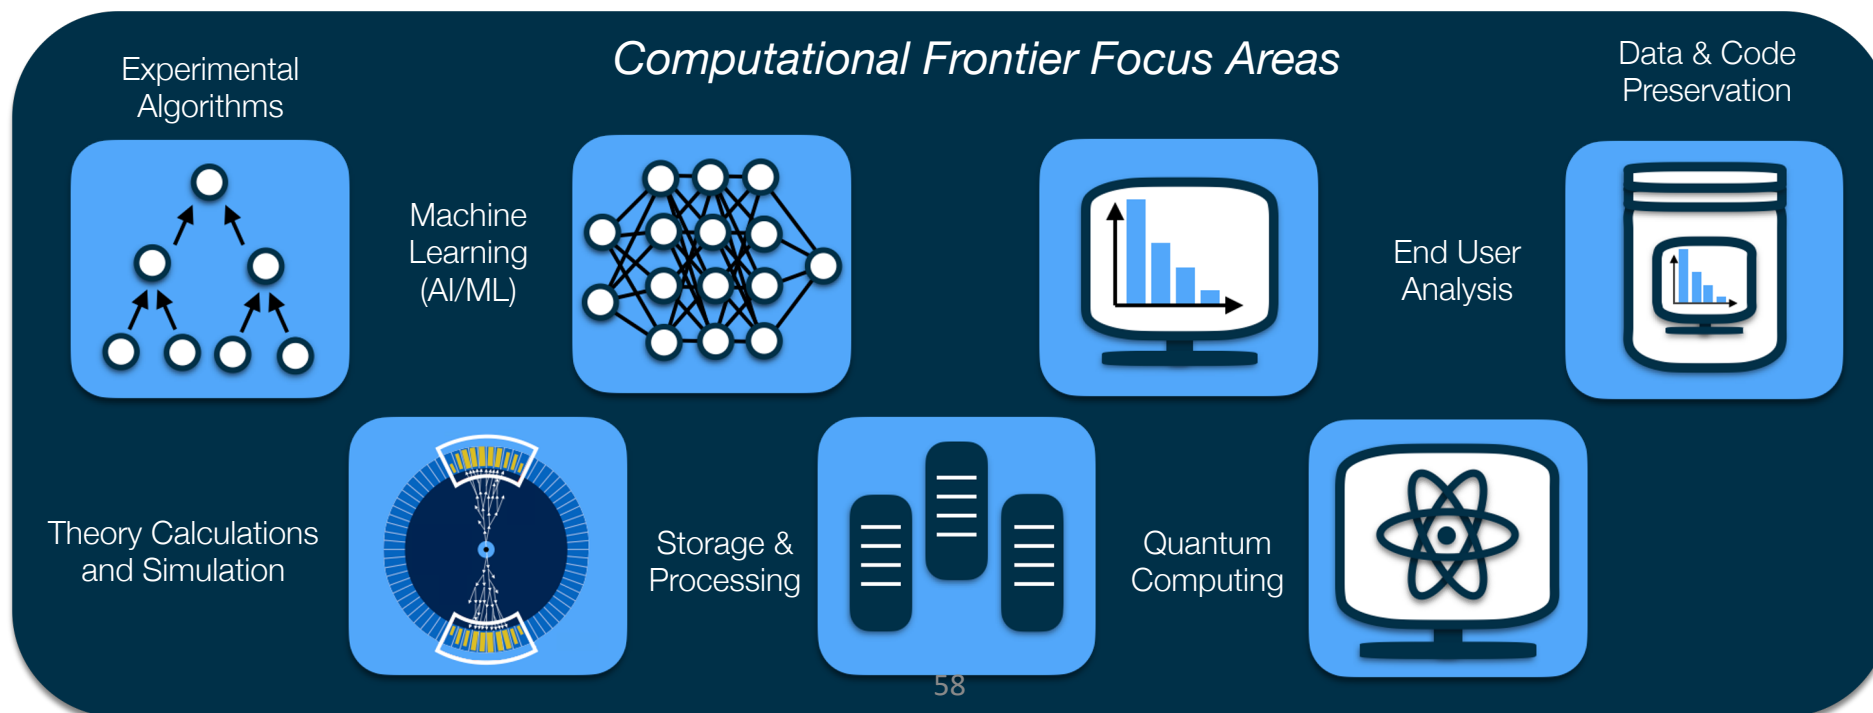 Computational Frontier Focus Areas
Experimental
Algorithms
Machine
Learning
(AI/ML)
End User
Analysis
Data & Code
Preservation
Theory Calculations
and Simulation
Storage &
Processing
Quantum
Computing
58